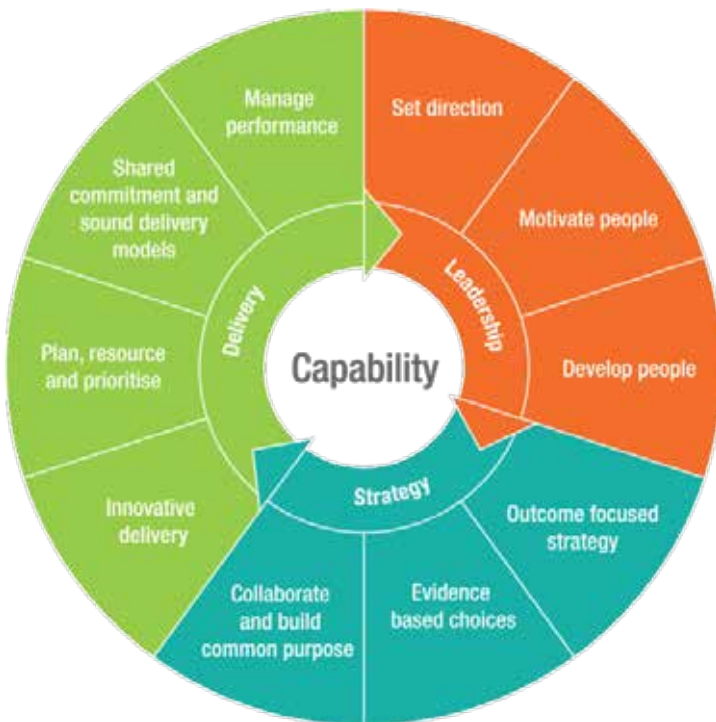 Manage
performance
Set direction
Shared
commitment and
sound delivery
models
Motivate people
Delivery
Leadership
Plan, resource
and prioritise
Capability
Develop people
Strategy
Innovative
delivery
Outcome focused
strategy
Collaborate
and build
common purpose
Evidence
based choices